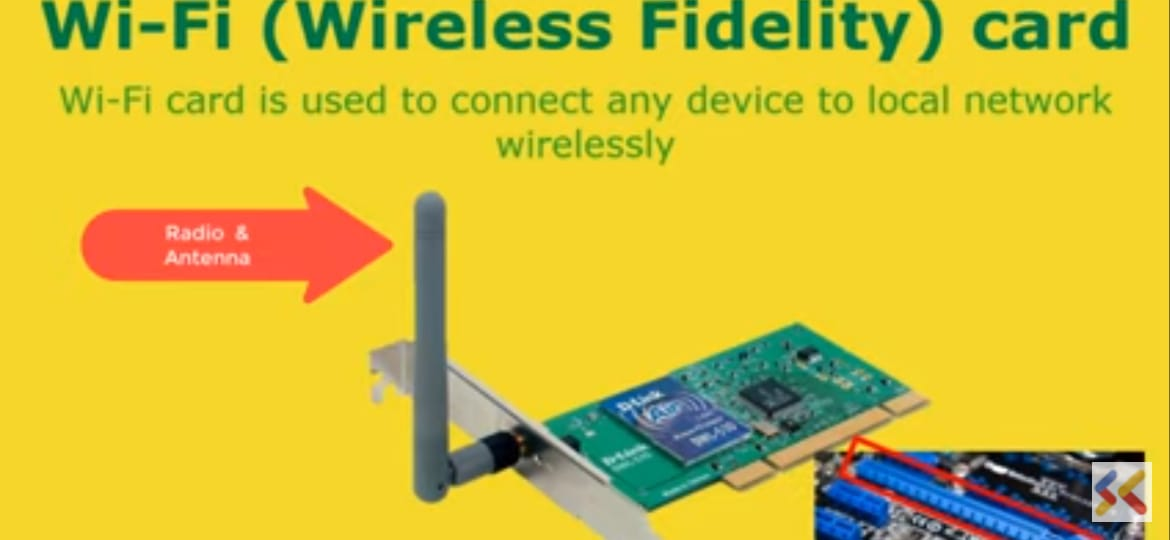 Wi-Fi (Wireless Fidelity) card
Wi-Fi card is used to connect any device to local network
wirelessly
Radio &
Antenna
D-Link
D-Link